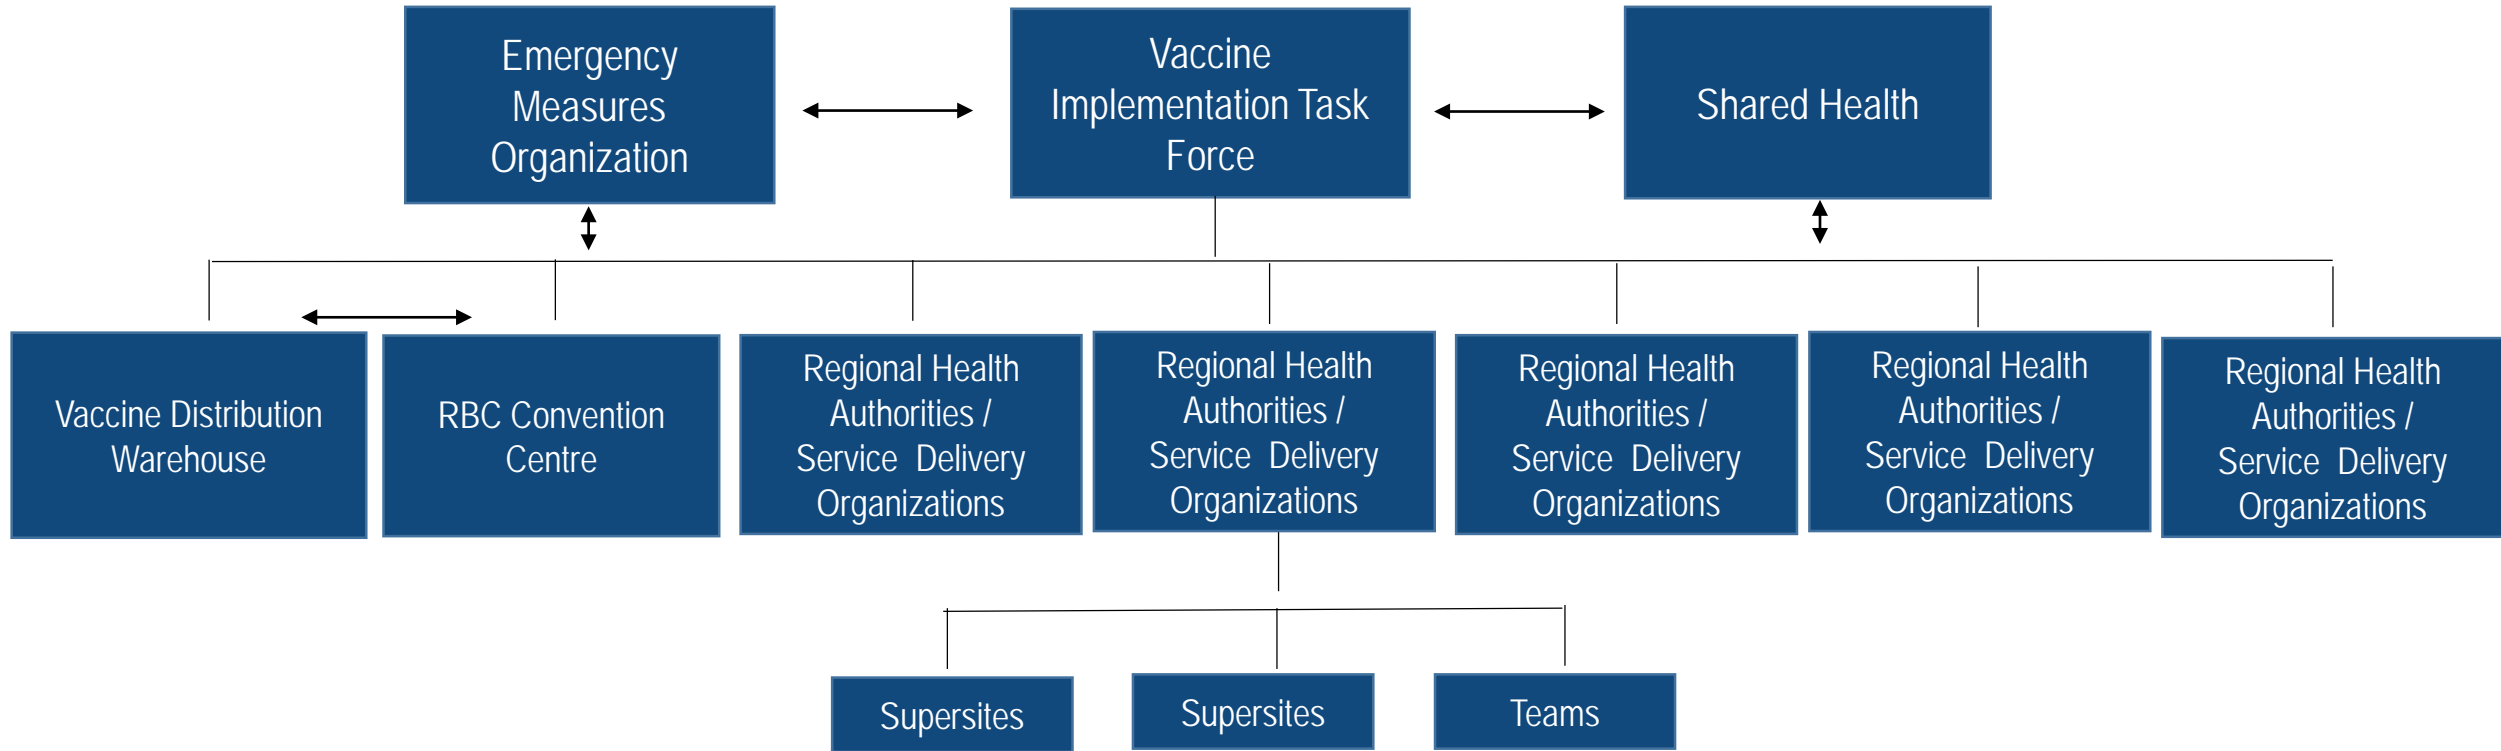 Emergency
Measures
Organization
Vaccine
Implementation Task
Force
Shared Health
Vaccine Distribution
Warehouse
RBC Convention
Centre
Regional Health
Authorities /
Service Delivery
Organizations
Regional Health
Authorities /
Service Delivery
Organizations
Regional Health
Authorities /
Service Delivery
Organizations
Regional Health
Authorities /
Service Delivery
Organizations
Regional Health
Authorities /
Service Delivery
Organizations
Supersites
Supersites
Teams